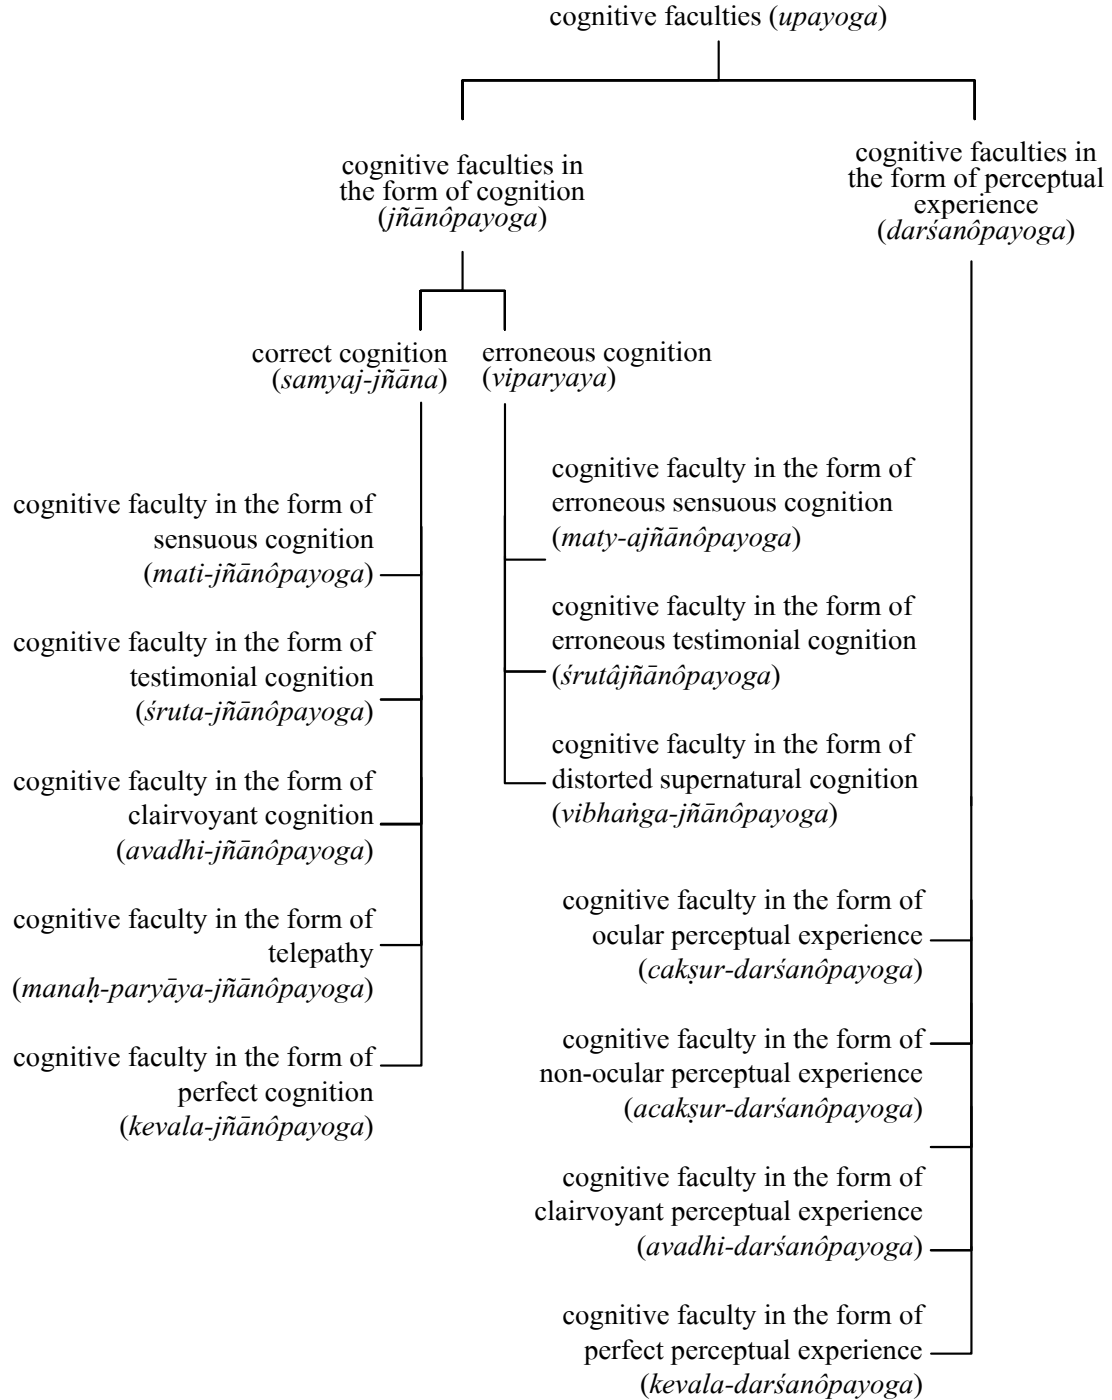 cognitive faculties (upayoga)
cognitive faculties in
the form of cognition
(jñānôpayoga)
cognitive faculties in
the form of perceptual
experience
(darśanôpayoga)
correct cognition
(samyaj-jñāna)
erroneous cognition
(viparyaya)
cognitive faculty in the form of
sensuous cognition
(mati-jñānôpayoga)
cognitive faculty in the form of
testimonial cognition
(śruta-jñānôpayoga)
cognitive faculty in the form of
clairvoyant cognition
(avadhi-jñānôpayoga)
cognitive faculty in the form of
telepathy
(manaḥ-paryāya-jñānôpayoga)
cognitive faculty in the form of
perfect cognition
(kevala-jñānôpayoga)
cognitive faculty in the form of
erroneous sensuous cognition
(maty-ajñānôpayoga)
cognitive faculty in the form of
erroneous testimonial cognition
(śrutâjñānôpayoga)
cognitive faculty in the form of
distorted supernatural cognition
(vibhaṅga-jñānôpayoga)
cognitive faculty in the form of
ocular perceptual experience
(cakṣur-darśanôpayoga)
cognitive faculty in the form of
non-ocular perceptual experience
(acakṣur-darśanôpayoga)
cognitive faculty in the form of
clairvoyant perceptual experience
(avadhi-darśanôpayoga)
cognitive faculty in the form of
perfect perceptual experience
(kevala-darśanôpayoga)